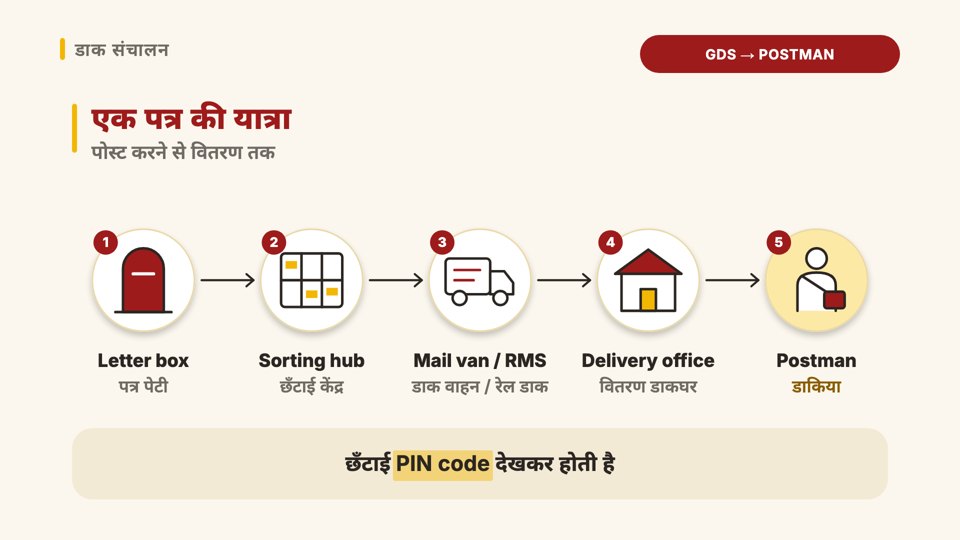 डाक संचालन
GDS → POSTMAN
एक पत्र की यात्रा
पोस्ट करने से वितरण तक
1
2
3
4
5
Letter box
पत्र पेटी
Sorting hub
छँटाई केंद्र
Mail van / RMS
डाक वाहन / रेल डाक
Delivery office
वितरण डाकघर
Postman
डाकिया
छँटाई PIN code देखकर होती है